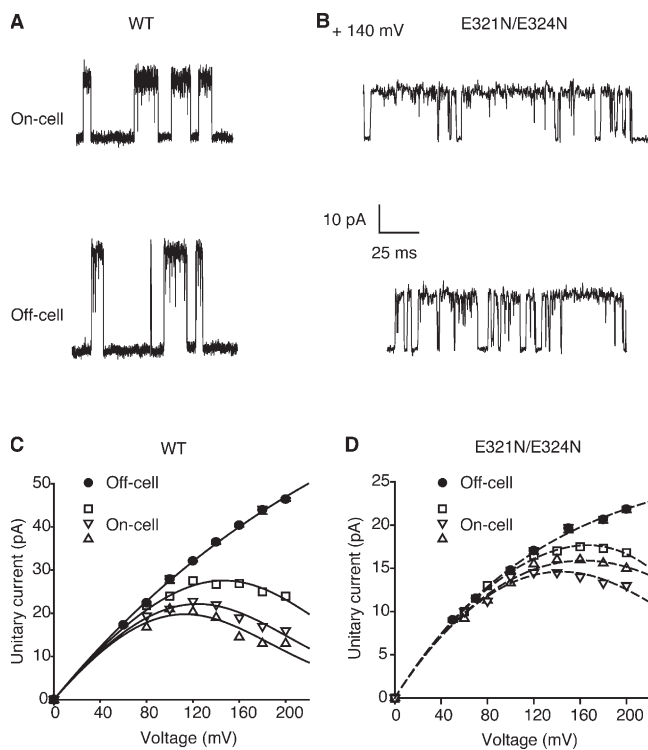 A
WT
B
+ 140 mV
E321N/E324N
On-cell
10 pA
25 ms
Off-cell
C
WT
50
40
30
20
10
0
Unitary current (pA)
Off-cell
On-cell
0
40
80
120
160
200
Voltage (mV)
D
E321N/E324N
25
20
15
10
5
0
Unitary current (pA)
Off-cell
On-cell
0
40
80
120
160
200
Voltage (mV)